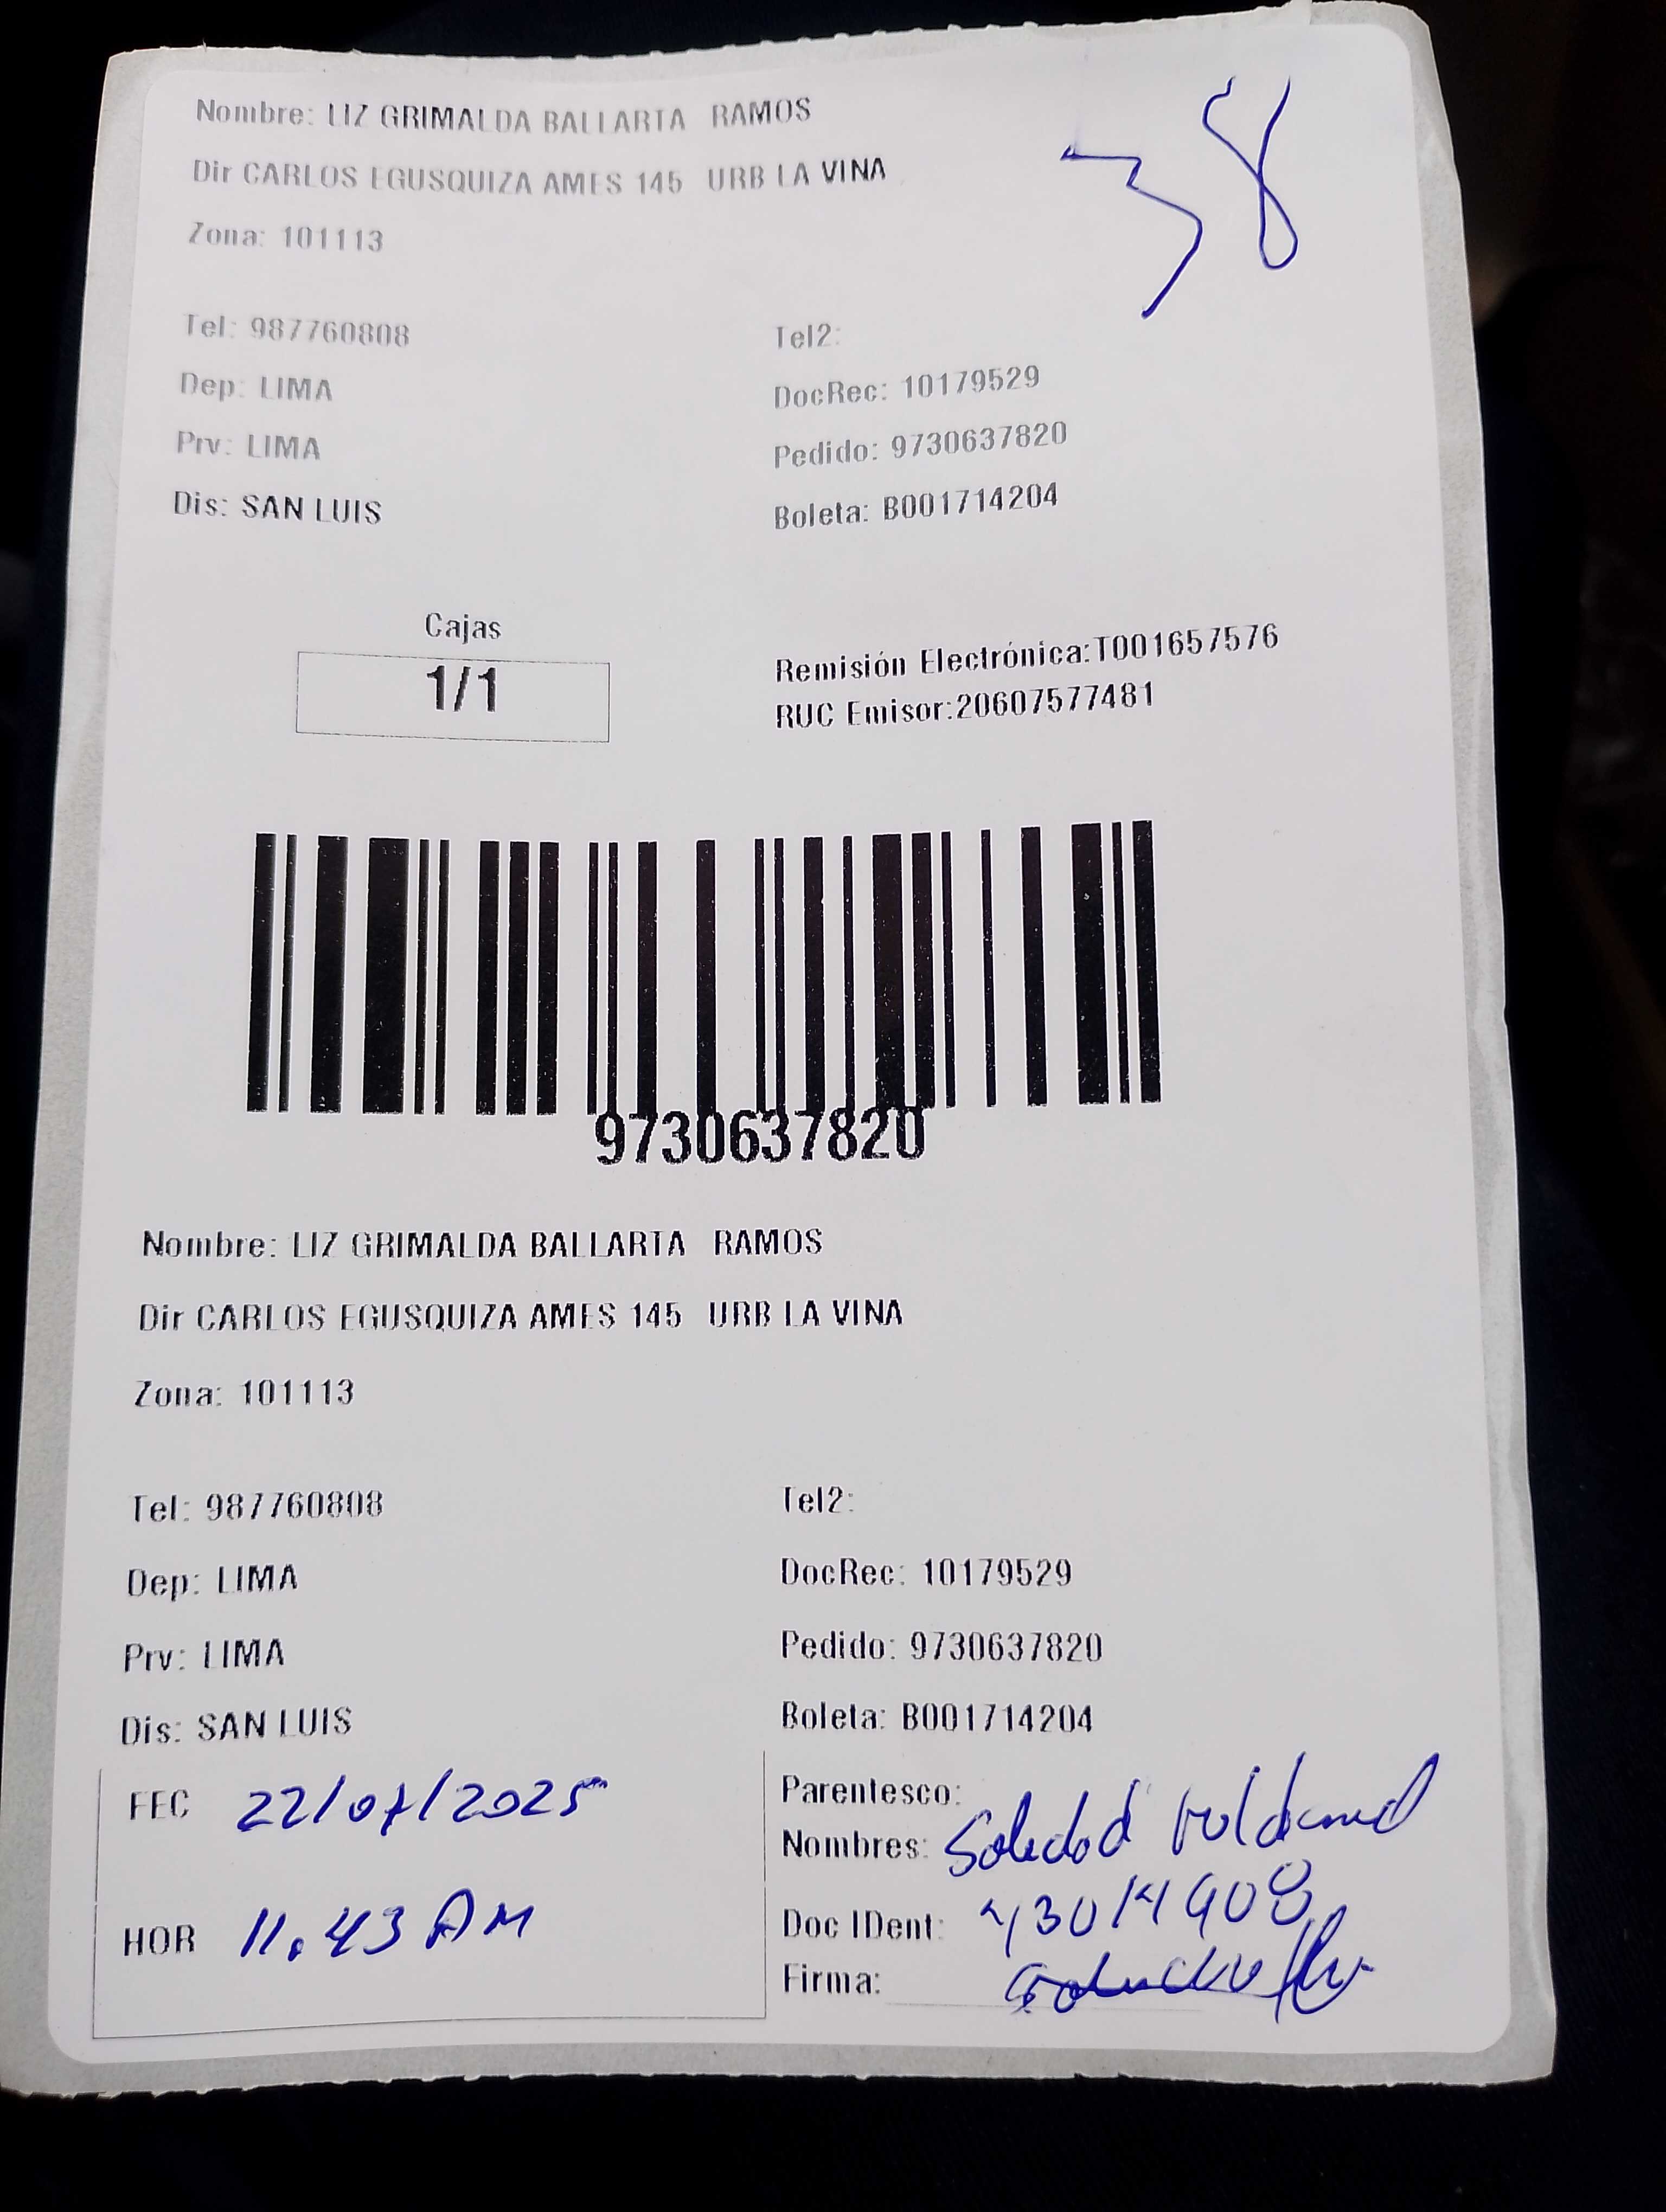 38
Nombre: LIZ GRIMALDA BALLARTA RAMOS
Dir CARLOS EGUSQUIZA AMES 145 URB LA VINA
Zona: 101113
Tel: 987760808
Tel2:
Dep: LIMA
DocRec: 10179529
Prv: LIMA
Pedido: 9730637820
Dis: SAN LUIS
Boleta: B001714204
Cajas
1/1
Remisión Electrónica:T001657576
RUC Emisor:20607577481
9730637820
Nombre: LIZ GRIMALDA BALLARTA RAMOS
Dir CARLOS EGUSQUIZA AMES 145 URB LA VINA
Zona: 101113
Tel: 987760808
Tel2:
Dep: LIMA
DocRec: 10179529
Prv: LIMA
Pedido: 9730637820
Dis: SAN LUIS
Boleta: B001714204
FEC 22/07/2025
HOR 11.43 AM
Parentesco:
Nombres: Soledad
Doc IDent: 43014908
Firma: